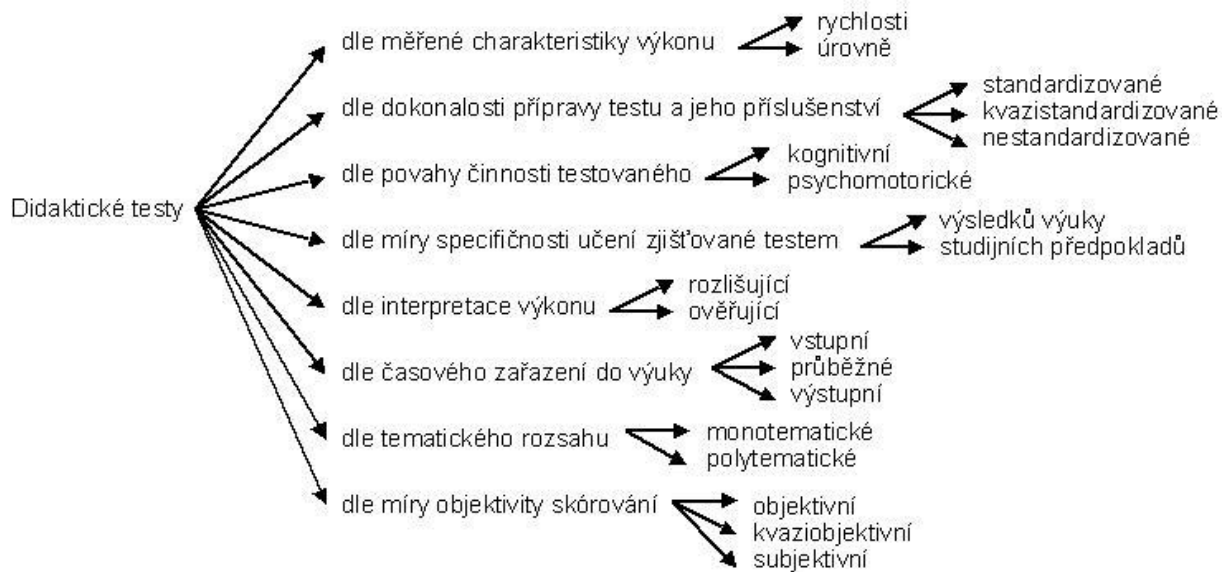 Didaktické testy
dle měřené charakteristiky výkonu
rychlosti
úrovně
dle dokonalosti přípravy testu a jeho příslušenství
standardizované
kvazistandardizované
nestandardizované
dle povahy činnosti testovaného
kognitivní
psychomotorické
dle míry specifičnosti učení zjišťované testem
výsledků výuky
studijních předpokladů
dle interpretace výkonu
rozlišující
ověřující
dle časového zařazení do výuky
vstupní
průběžné
výstupní
dle tematického rozsahu
monotematické
polytematické
dle míry objektivity skórování
objektivní
kvaziobjektivní
subjektivní